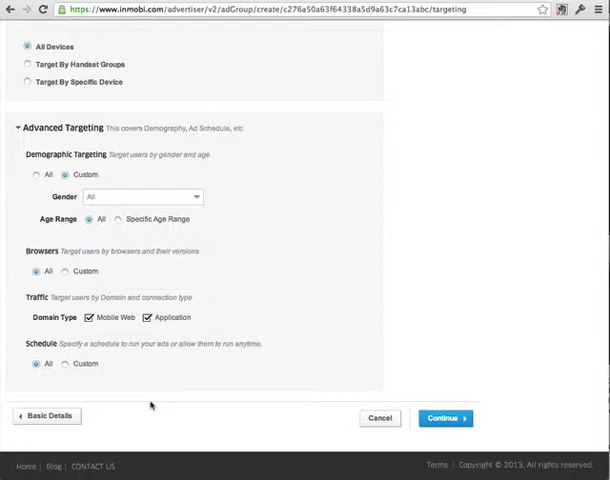 https://www.inmobi.com/advertiser/v2/adGroup/create/c276a50a63f64338a5d9a63c7ca13abc/targeting
All Devices
Target By Handset Groups
Target By Specific Device
Advanced Targeting This covers Demography, Ad Schedule, etc
Demographic Targeting Target users by gender and age
All Custom
Gender All
Age Range All Specific Age Range
Browsers Target users by browsers and their versions
All Custom
Traffic Target users by Domain and connection type
Domain Type Mobile Web Application
Schedule Specify a schedule to run your ads or allow them to run anytime.
All Custom
Basic Details Cancel Continue
Home | Blog | CONTACT US Terms | Copyright © 2013, All rights reserved.